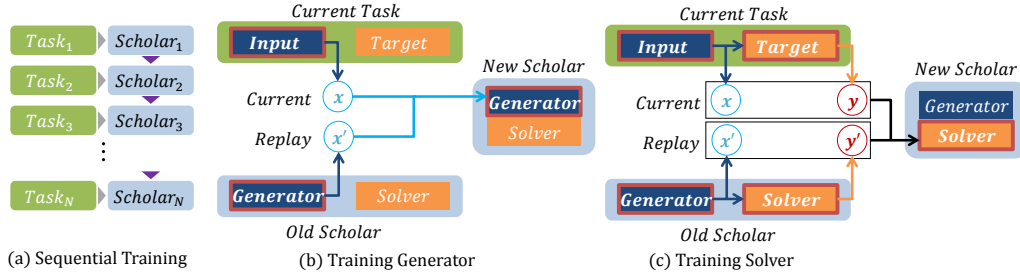 Task₁ Scholar₁
Task₂ Scholar₂
Task₃ Scholar₃
⋮
Task_N Scholar_N
(a) Sequential Training
Current Task
Input Target
New Scholar
Current x
Generator
Solver
Replay x′
Generator Solver
Old Scholar
(b) Training Generator
Current Task
Input Target
New Scholar
Current x y
Generator
Replay x′ y′
Solver
Generator Solver
Old Scholar
(c) Training Solver